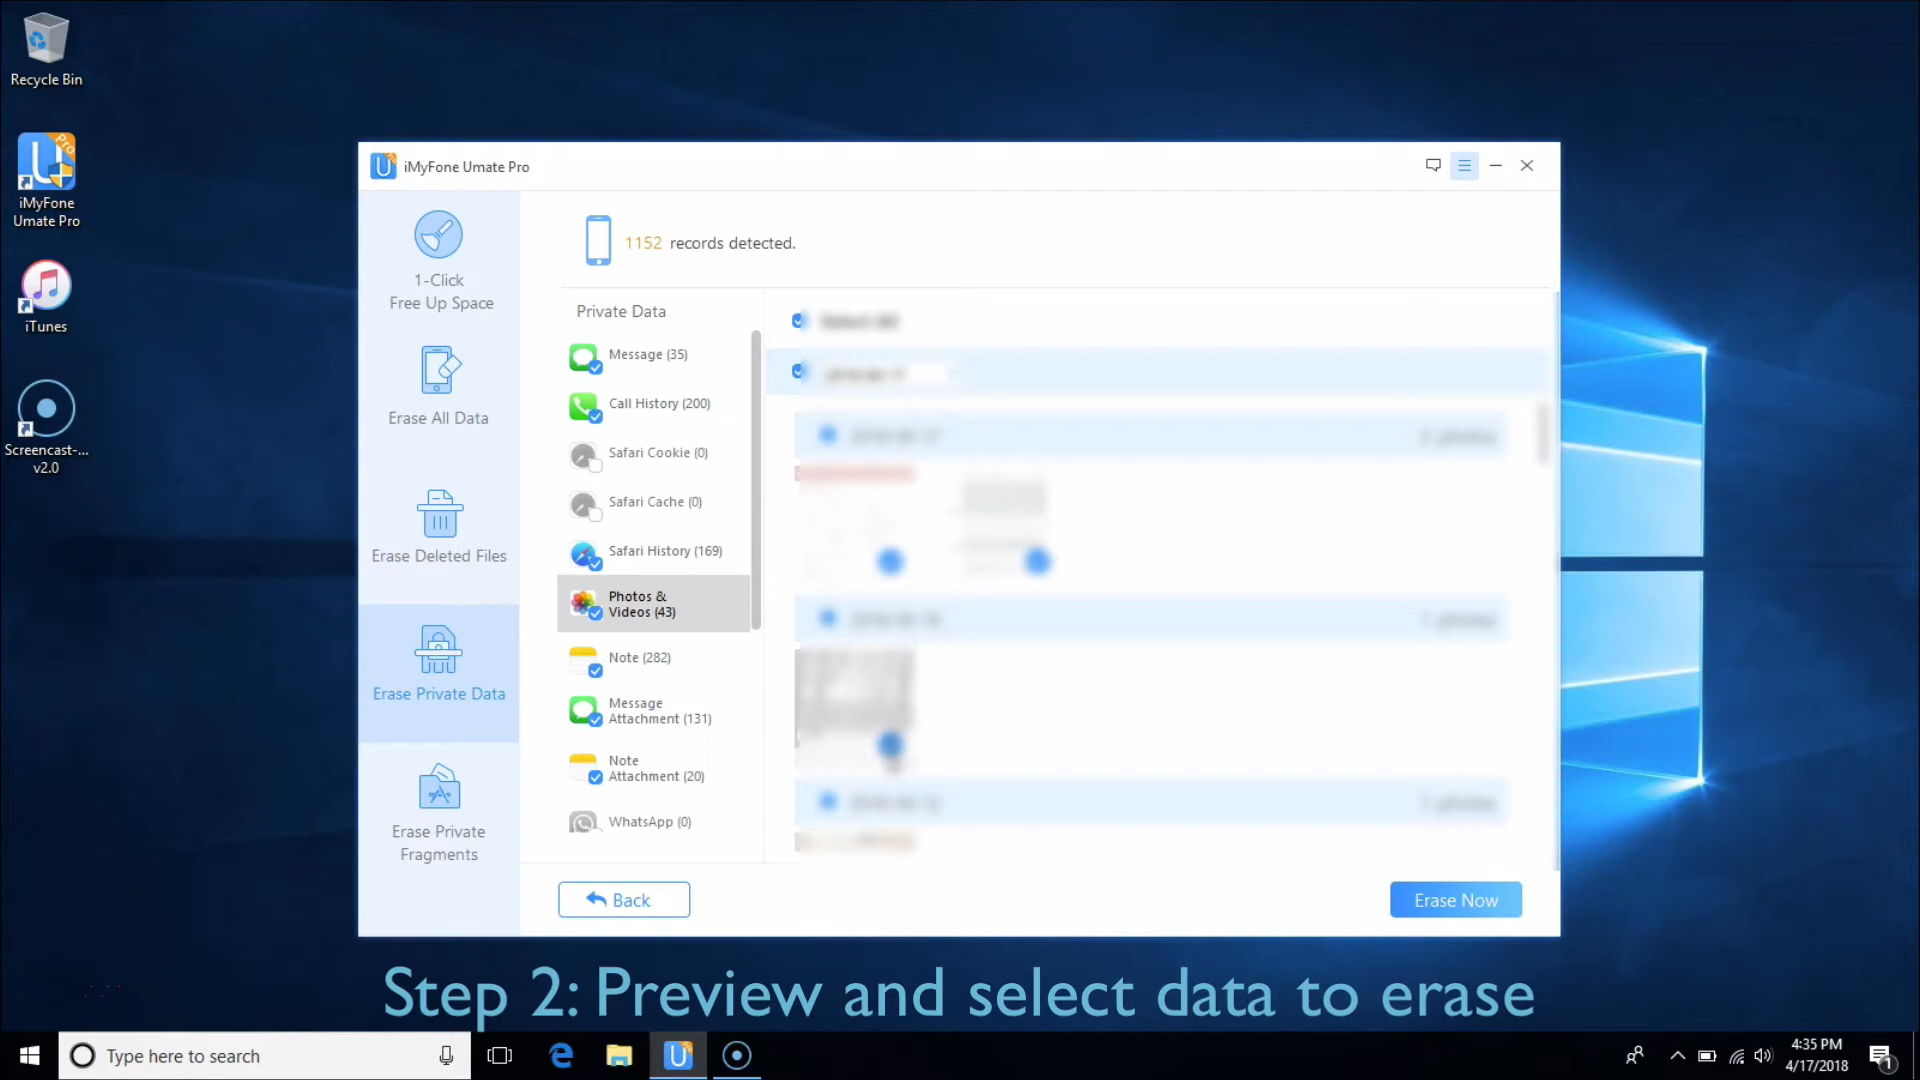 Recycle Bin
iMyFone
Umate Pro
iTunes
Screencast-...
v2.0
Pro
iMyFone Umate Pro
1-Click
Free Up Space
Erase All Data
Erase Deleted Files
Erase Private Data
Erase Private
Fragments
1152 records detected.
Private Data
Message (35)
Call History (200)
Safari Cookie (0)
Safari Cache (0)
Safari History (169)
Photos &
Videos (43)
Note (282)
Message
Attachment (131)
Note
Attachment (20)
WhatsApp (0)
Back
Erase Now
Step 2: Preview and select data to erase
Type here to search
4:35 PM
4/17/2018
1